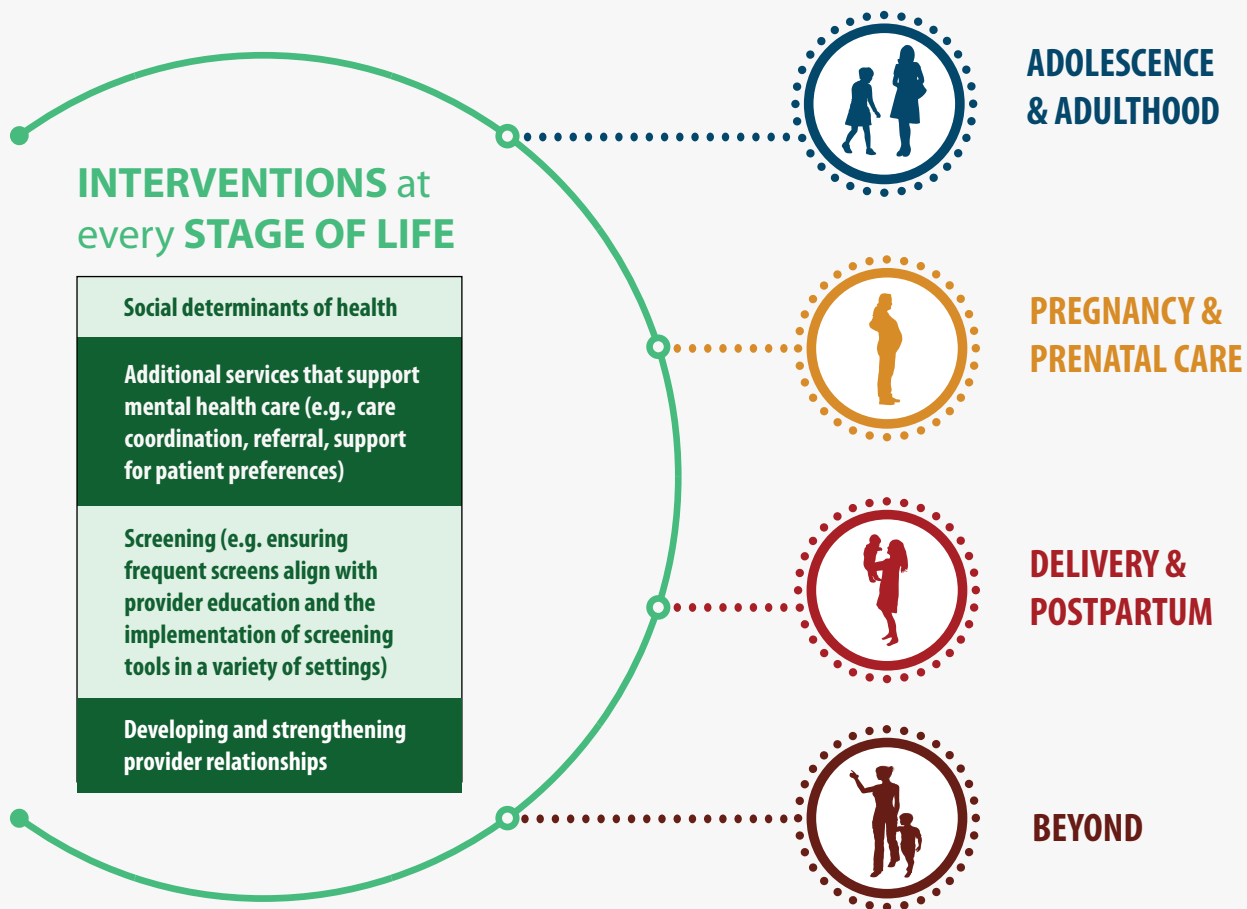 INTERVENTIONS at
every STAGE OF LIFE
Social determinants of health
Additional services that support
mental health care (e.g., care
coordination, referral, support
for patient preferences)
Screening (e.g. ensuring
frequent screens align with
provider education and the
implementation of screening
tools in a variety of settings)
Developing and strengthening
provider relationships
ADOLESCENCE
& ADULTHOOD
PREGNANCY &
PRENATAL CARE
DELIVERY &
POSTPARTUM
BEYOND